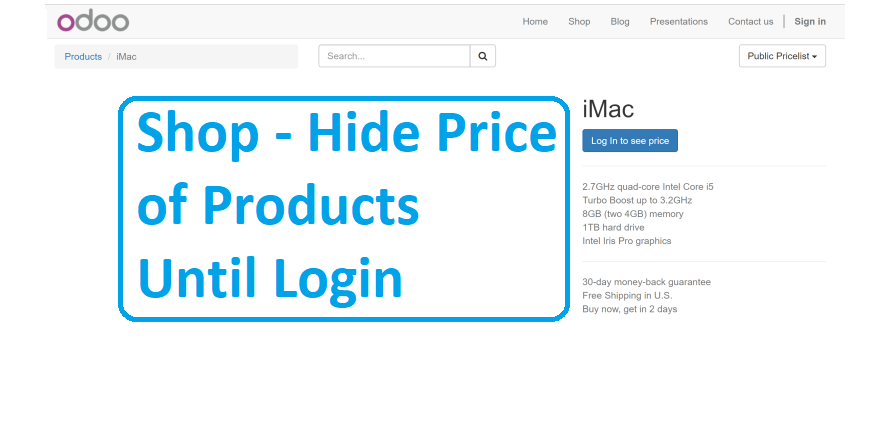 odoo
Home Shop Blog Presentations Contact us Sign in
Products / iMac
Search...
Public Pricelist
Shop - Hide Price
of Products
Until Login
iMac
Log In to see price
2.7GHz quad-core Intel Core i5
Turbo Boost up to 3.2GHz
8GB (two 4GB) memory
1TB hard drive
Intel Iris Pro graphics
30-day money-back guarantee
Free Shipping in U.S.
Buy now, get in 2 days